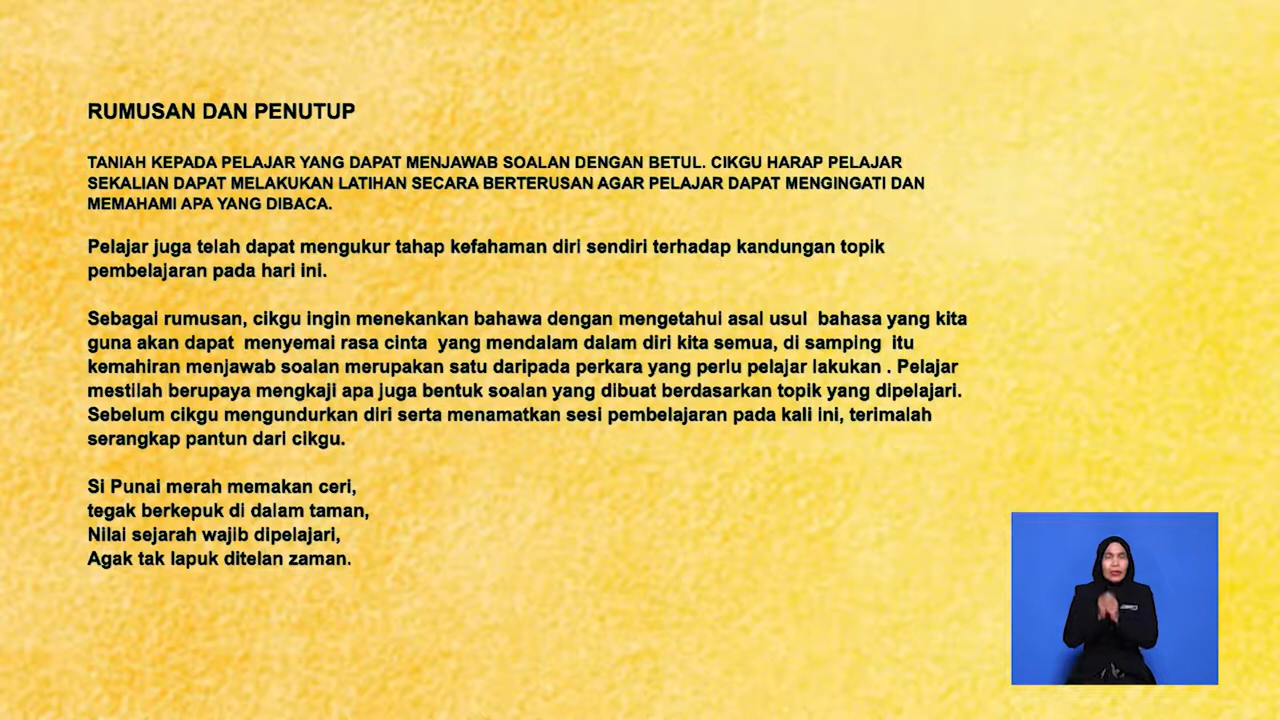 RUMUSAN DAN PENUTUP
TANIAH KEPADA PELAJAR YANG DAPAT MENJAWAB SOALAN DENGAN BETUL. CIKGU HARAP PELAJAR
SEKALIAN DAPAT MELAKUKAN LATIHAN SECARA BERTERUSAN AGAR PELAJAR DAPAT MENGINGATI DAN
MEMAHAMI APA YANG DIBACA.
Pelajar juga telah dapat mengukur tahap kefahaman diri sendiri terhadap kandungan topik
pembelajaran pada hari ini.
Sebagai rumusan, cikgu ingin menekankan bahawa dengan mengetahui asal usul bahasa yang kita
guna akan dapat menyemai rasa cinta yang mendalam dalam diri kita semua, di samping itu
kemahiran menjawab soalan merupakan satu daripada perkara yang perlu pelajar lakukan . Pelajar
mestilah berupaya mengkaji apa juga bentuk soalan yang dibuat berdasarkan topik yang dipelajari.
Sebelum cikgu mengundurkan diri serta menamatkan sesi pembelajaran pada kali ini, terimalah
serangkap pantun dari cikgu.
Si Punai merah memakan ceri,
tegak berkepuk di dalam taman,
Nilai sejarah wajib dipelajari,
Agak tak lapuk ditelan zaman.